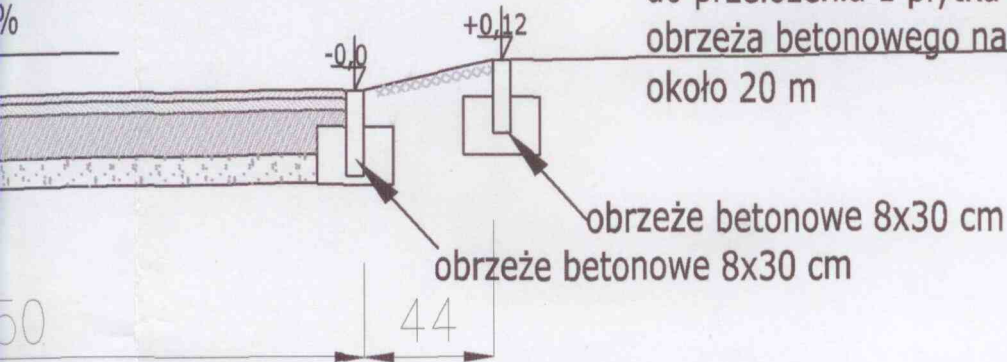 %
+0,12
-0,0
obrzeża betonowego na
około 20 m
obrzeże betonowe 8x30 cm
obrzeże betonowe 8x30 cm
50
44